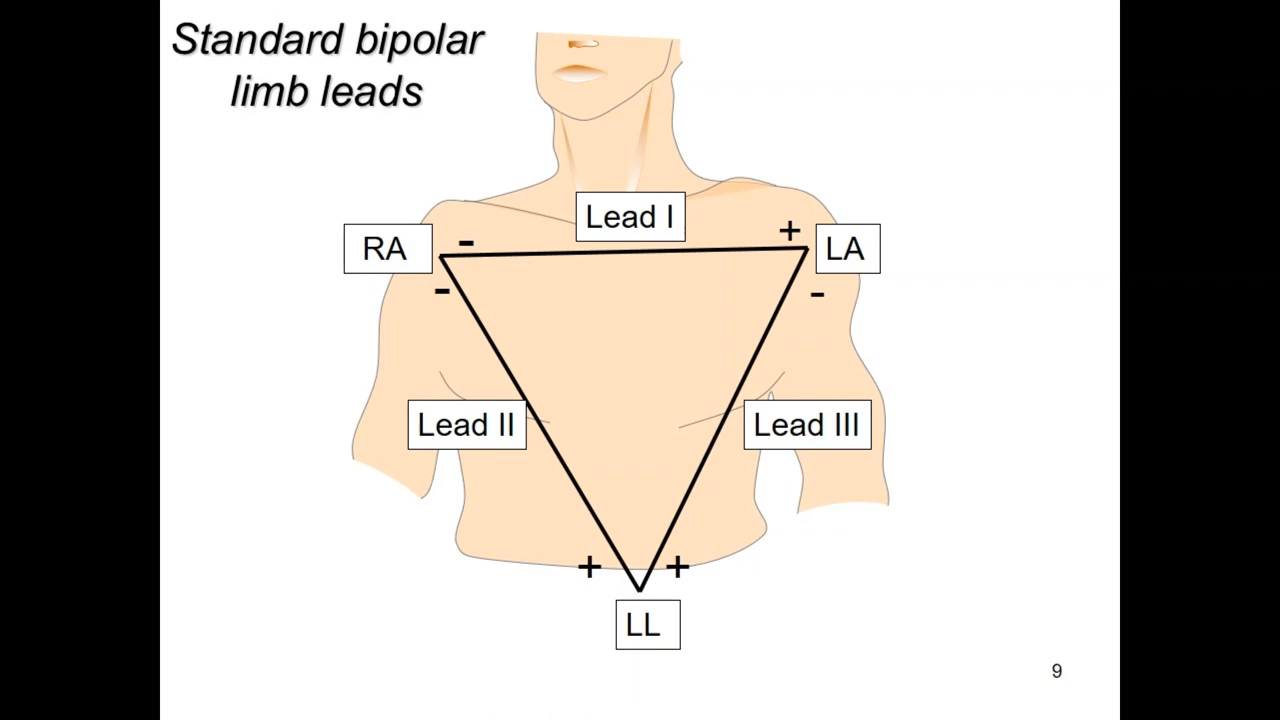 Standard bipolar
limb leads
Lead I
RA
-
+
LA
-
-
Lead II
Lead III
+
+
LL
9